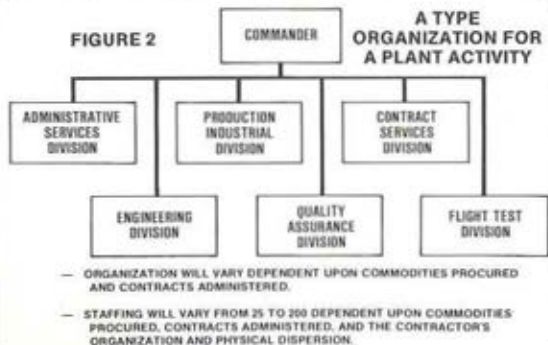 FIGURE 2
A TYPE
ORGANIZATION FOR
A PLANT ACTIVITY
COMMANDER
ADMINISTRATIVE
SERVICES
DIVISION
PRODUCTION
INDUSTRIAL
DIVISION
CONTRACT
SERVICES
DIVISION
ENGINEERING
DIVISION
QUALITY
ASSURANCE
DIVISION
FLIGHT TEST
DIVISION
— ORGANIZATION WILL VARY DEPENDENT UPON COMMODITIES PROCURED
AND CONTRACTS ADMINISTERED.
— STAFFING WILL VARY FROM 25 TO 200 DEPENDENT UPON COMMODITIES
PROCURED, CONTRACTS ADMINISTERED, AND THE CONTRACTOR'S
ORGANIZATION AND PHYSICAL DISPERSION.